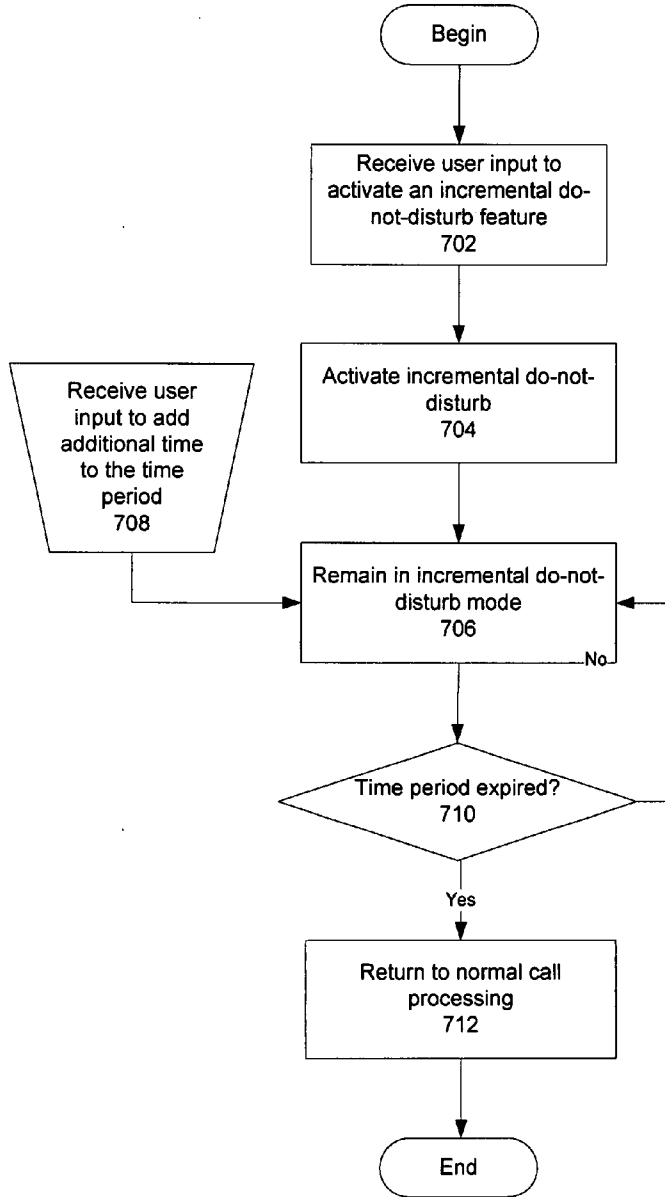 Begin
Receive user input to
activate an incremental do-
not-disturb feature
702
Activate incremental do-not-
disturb
704
Receive user
input to add
additional time
to the time
period
708
Remain in incremental do-not-
disturb mode
706
No
Time period expired?
710
Yes
Return to normal call
processing
712
End